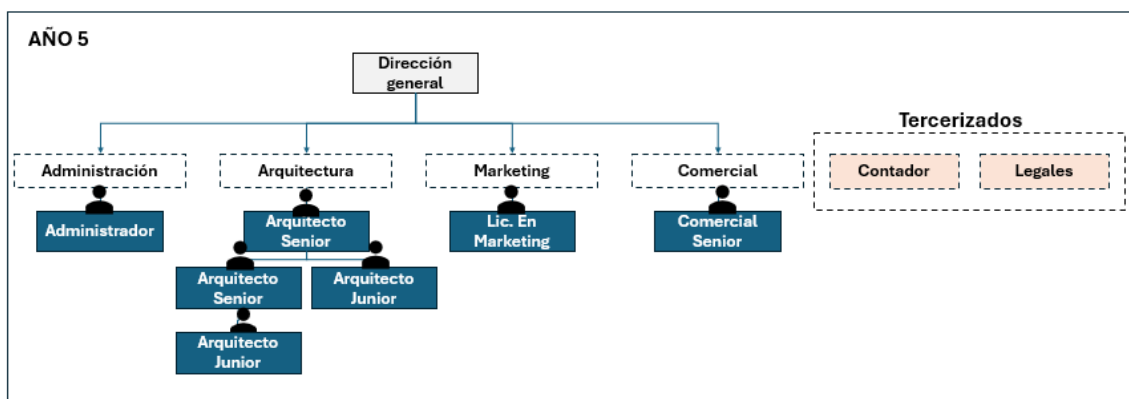 AÑO 5
Dirección
general
Tercerizados
Administración
Arquitectura
Marketing
Comercial
Contador
Legales
Administrador
Arquitecto
Senior
Lic. En
Marketing
Comercial
Senior
Arquitecto
Senior
Arquitecto
Junior
Arquitecto
Junior